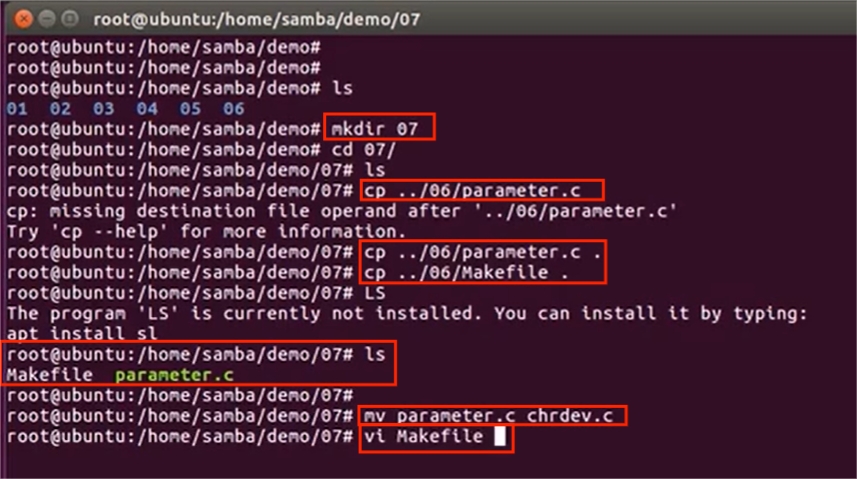 root@ubuntu:/home/samba/demo/07
root@ubuntu:/home/samba/demo#
root@ubuntu:/home/samba/demo#
root@ubuntu:/home/samba/demo# ls
01  02  03  04  05  06
root@ubuntu:/home/samba/demo# mkdir 07
root@ubuntu:/home/samba/demo# cd 07/
root@ubuntu:/home/samba/demo/07# ls
root@ubuntu:/home/samba/demo/07# cp ../06/parameter.c
cp: missing destination file operand after '../06/parameter.c'
Try 'cp --help' for more information.
root@ubuntu:/home/samba/demo/07# cp ../06/parameter.c .
root@ubuntu:/home/samba/demo/07# cp ../06/Makefile .
root@ubuntu:/home/samba/demo/07# LS
The program 'LS' is currently not installed. You can install it by typing:
apt install sl
root@ubuntu:/home/samba/demo/07# ls
Makefile  parameter.c
root@ubuntu:/home/samba/demo/07#
root@ubuntu:/home/samba/demo/07# mv parameter.c chrdev.c
root@ubuntu:/home/samba/demo/07# vi Makefile